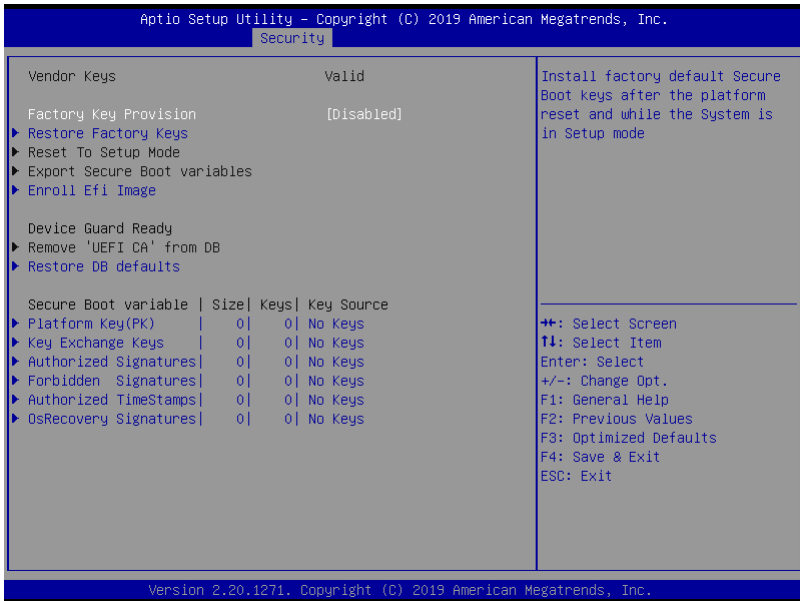 Aptio Setup Utility – Copyright (C) 2019 American Megatrends, Inc.
Security
Vendor Keys Valid
Factory Key Provision [Disabled]
Restore Factory Keys
Reset To Setup Mode
Export Secure Boot variables
Enroll Efi Image
Device Guard Ready
Remove 'UEFI CA' from DB
Restore DB defaults
Secure Boot variable | Size| Keys| Key Source
Platform Key(PK) | 0| 0| No Keys
Key Exchange Keys | 0| 0| No Keys
Authorized Signatures| 0| 0| No Keys
Forbidden Signatures| 0| 0| No Keys
Authorized TimeStamps| 0| 0| No Keys
OsRecovery Signatures| 0| 0| No Keys
Install factory default Secure
Boot keys after the platform
reset and while the System is
in Setup mode
→←: Select Screen
↑↓: Select Item
Enter: Select
+/-: Change Opt.
F1: General Help
F2: Previous Values
F3: Optimized Defaults
F4: Save & Exit
ESC: Exit
Version 2.20.1271. Copyright (C) 2019 American Megatrends, Inc.